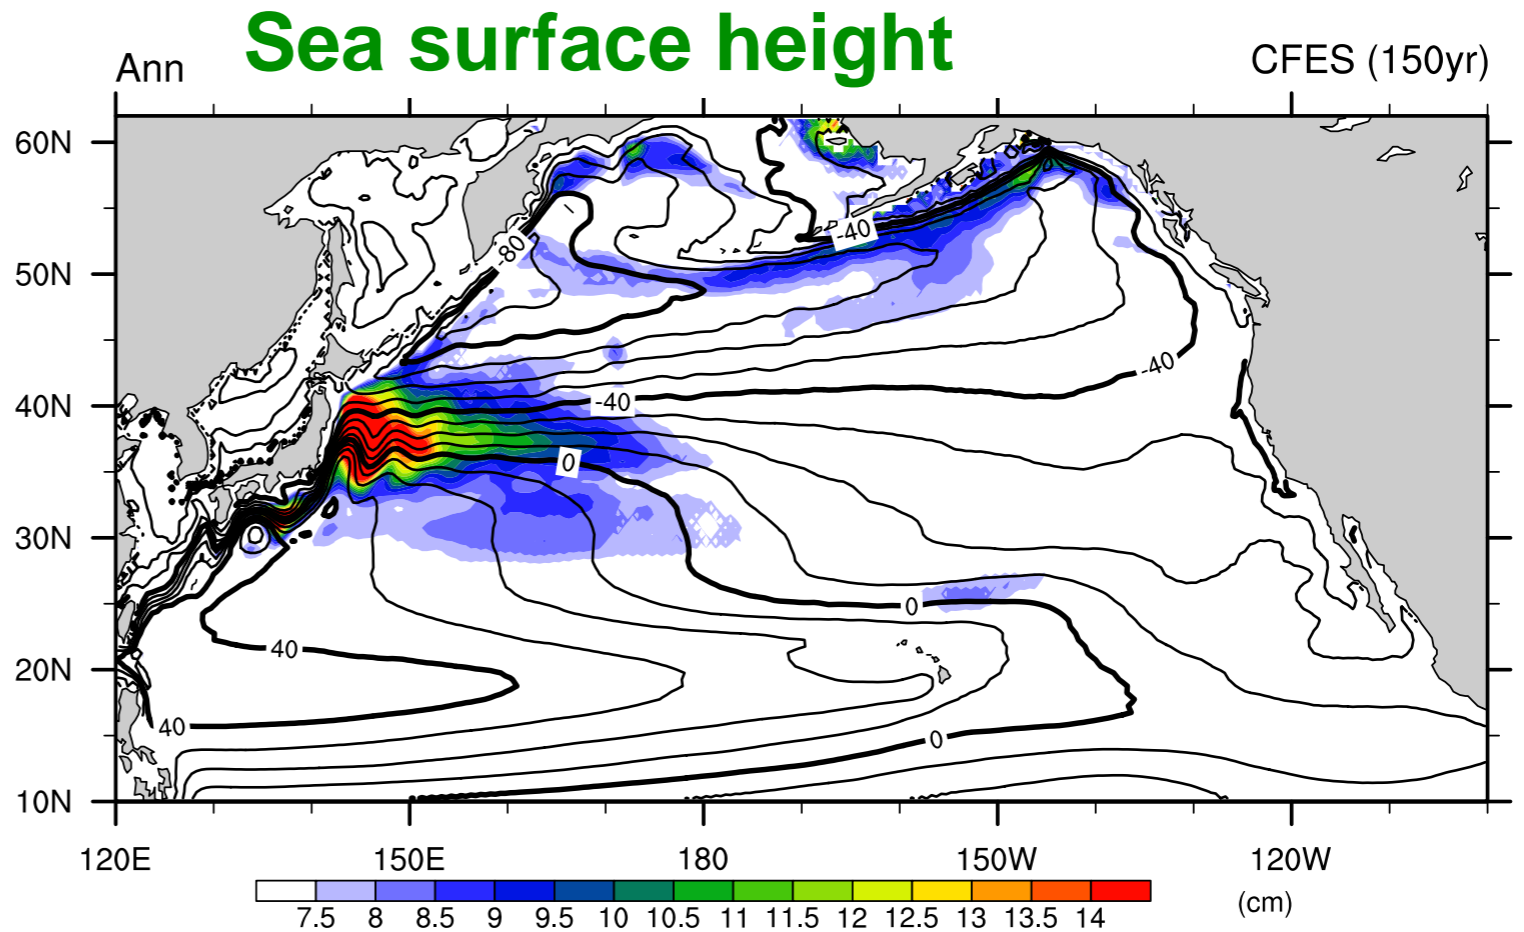 Sea surface height
Ann
CFES (150yr)
60N
50N
40N
30N
20N
10N
-80
-40
-40
-40
0
0
40
40
0
120E
150E
180
150W
120W
7.5 8 8.5 9 9.5 10 10.5 11 11.5 12 12.5 13 13.5 14
(cm)